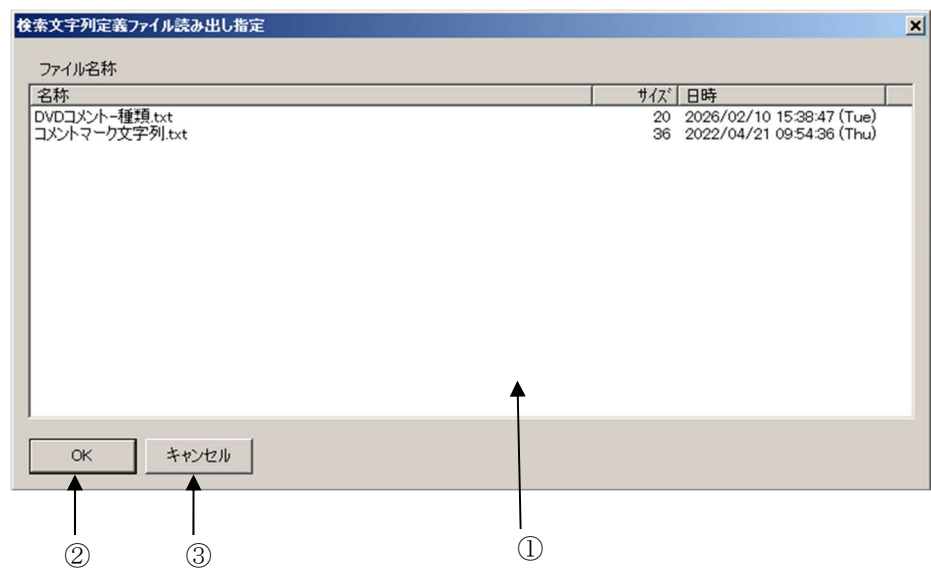 検索文字列定義ファイル読み出し指定
ファイル名称
名称 サイズ 日時
DVDコメント-種類.txt 20 2026/02/10 15:38:47 (Tue)
コメントマーク文字列.txt 36 2022/04/21 09:54:36 (Thu)
OK キャンセル
② ③ ①